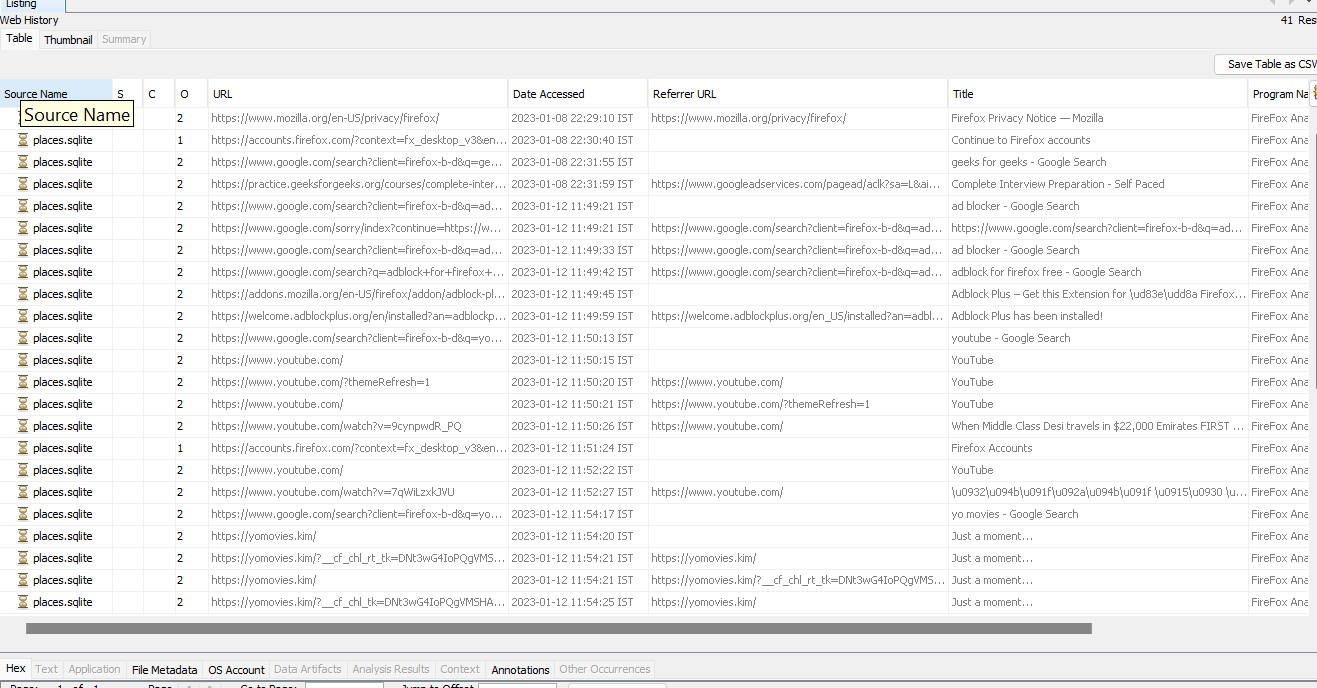 Listing
Web History
41 Res
Table Thumbnail Summary
Save Table as CSV
Source Name S C O URL Date Accessed Referrer URL Title Program Na
Source Name
2 https://www.mozilla.org/en-US/privacy/firefox/ 2023-01-08 22:29:10 IST https://www.mozilla.org/privacy/firefox/ Firefox Privacy Notice — Mozilla FireFox Ana
places.sqlite 1 https://accounts.firefox.com/?context=fx_desktop_v3&en... 2023-01-08 22:30:40 IST Continue to Firefox accounts FireFox Ana
places.sqlite 2 https://www.google.com/search?client=firefox-b-d&q=ge... 2023-01-08 22:31:55 IST geeks for geeks - Google Search FireFox Ana
places.sqlite 2 https://practice.geeksforgeeks.org/courses/complete-inter... 2023-01-08 22:31:59 IST https://www.googleadservices.com/pagead/aclk?sa=L&ai... Complete Interview Preparation - Self Paced FireFox Ana
places.sqlite 2 https://www.google.com/search?client=firefox-b-d&q=ad... 2023-01-12 11:49:21 IST ad blocker - Google Search FireFox Ana
places.sqlite 2 https://www.google.com/sorry/index?continue=https://w... 2023-01-12 11:49:21 IST https://www.google.com/search?client=firefox-b-d&q=ad... https://www.google.com/search?client=firefox-b-d&q=ad... FireFox Ana
places.sqlite 2 https://www.google.com/search?client=firefox-b-d&q=ad... 2023-01-12 11:49:33 IST https://www.google.com/search?client=firefox-b-d&q=ad... ad blocker - Google Search FireFox Ana
places.sqlite 2 https://www.google.com/search?q=adblock+for+firefox+... 2023-01-12 11:49:42 IST https://www.google.com/search?client=firefox-b-d&q=ad... adblock for firefox free - Google Search FireFox Ana
places.sqlite 2 https://addons.mozilla.org/en-US/firefox/addon/adblock-pl... 2023-01-12 11:49:45 IST Adblock Plus – Get this Extension for \ud83e\udd8a Firefox... FireFox Ana
places.sqlite 2 https://welcome.adblockplus.org/en/installed?an=adblockp... 2023-01-12 11:49:59 IST https://welcome.adblockplus.org/en_US/installed?an=adbl... Adblock Plus has been installed! FireFox Ana
places.sqlite 2 https://www.google.com/search?client=firefox-b-d&q=yo... 2023-01-12 11:50:13 IST youtube - Google Search FireFox Ana
places.sqlite 2 https://www.youtube.com/ 2023-01-12 11:50:15 IST YouTube FireFox Ana
places.sqlite 2 https://www.youtube.com/?themeRefresh=1 2023-01-12 11:50:20 IST https://www.youtube.com/ YouTube FireFox Ana
places.sqlite 2 https://www.youtube.com/ 2023-01-12 11:50:21 IST https://www.youtube.com/?themeRefresh=1 YouTube FireFox Ana
places.sqlite 2 https://www.youtube.com/watch?v=9cynpwdR_PQ 2023-01-12 11:50:26 IST https://www.youtube.com/ When Middle Class Desi travels in $22,000 Emirates FIRST ... FireFox Ana
places.sqlite 1 https://accounts.firefox.com/?context=fx_desktop_v3&en... 2023-01-12 11:51:24 IST Firefox Accounts FireFox Ana
places.sqlite 2 https://www.youtube.com/ 2023-01-12 11:52:22 IST YouTube FireFox Ana
places.sqlite 2 https://www.youtube.com/watch?v=7qWiLzxkJVU 2023-01-12 11:52:27 IST https://www.youtube.com/ \u0932\u094b\u091f\u092a\u094b\u091f \u0915\u0930 \u... FireFox Ana
places.sqlite 2 https://www.google.com/search?client=firefox-b-d&q=yo... 2023-01-12 11:54:17 IST yo movies - Google Search FireFox Ana
places.sqlite 2 https://yomovies.kim/ 2023-01-12 11:54:20 IST Just a moment... FireFox Ana
places.sqlite 2 https://yomovies.kim/?__cf_chl_rt_tk=DNt3wG4IoPQgVMS... 2023-01-12 11:54:21 IST https://yomovies.kim/ Just a moment... FireFox Ana
places.sqlite 2 https://yomovies.kim/ 2023-01-12 11:54:21 IST https://yomovies.kim/?__cf_chl_rt_tk=DNt3wG4IoPQgVMS... Just a moment... FireFox Ana
places.sqlite 2 https://yomovies.kim/?__cf_chl_tk=DNt3wG4IoPQgVMSHA... 2023-01-12 11:54:25 IST https://yomovies.kim/ Just a moment... FireFox Ana
Hex Text Application File Metadata OS Account Data Artifacts Analysis Results Context Annotations Other Occurrences
Page: 1 of 1 Page Go to Page: Jump to Offset